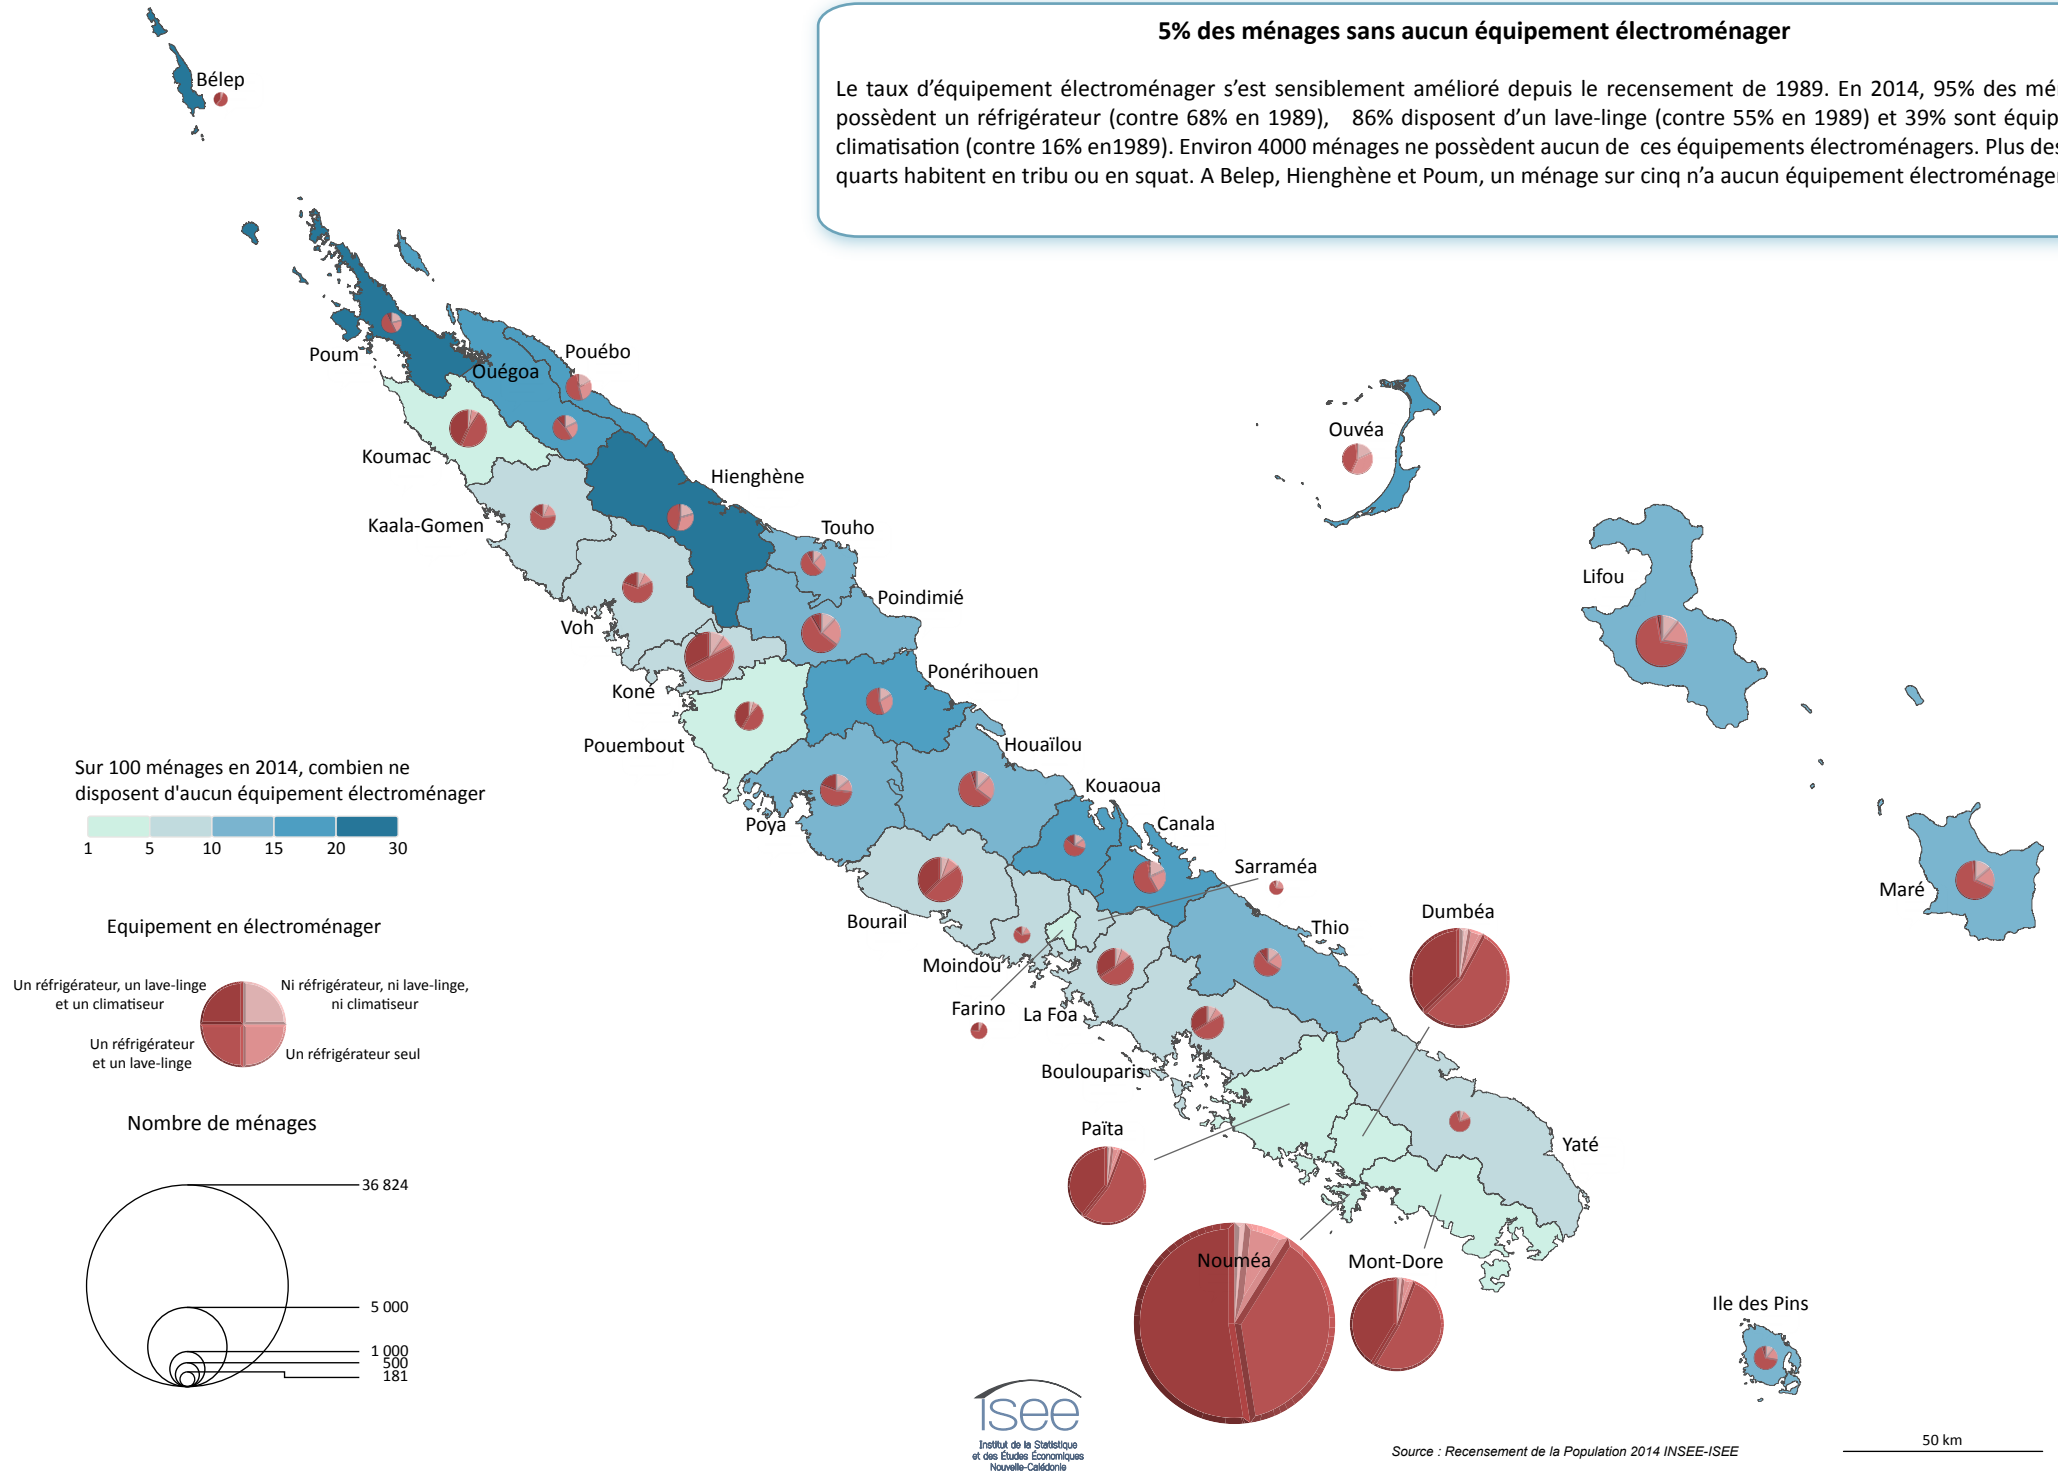 5% des ménages sans aucun équipement électroménager
Le taux d'équipement électroménager s'est sensiblement amélioré depuis le recensement de 1989. En 2014, 95% des mé
possèdent un réfrigérateur (contre 68% en 1989), 86% disposent d'un lave-linge (contre 55% en 1989) et 39% sont équip
climatisation (contre 16% en1989). Environ 4000 ménages ne possèdent aucun de ces équipements électroménagers. Plus des
quarts habitent en tribu ou en squat. A Belep, Hienghène et Poum, un ménage sur cinq n'a aucun équipement électroménager
Bélep
Poum
Ouégoa
Pouébo
Koumac
Hienghène
Kaala-Gomen
Touho
Voh
Poindimié
Koné
Ponérihouen
Pouembout
Houaïlou
Poya
Kouaoua
Canala
Sarraméa
Bourail
Moindou
Farino
La Foa
Thio
Dumbéa
Boulouparis
Païta
Yaté
Nouméa
Mont-Dore
Ile des Pins
Ouvéa
Lifou
Maré
Sur 100 ménages en 2014, combien ne
disposent d'aucun équipement électroménager
1 5 10 15 20 30
Equipement en électroménager
Un réfrigérateur, un lave-linge
et un climatiseur
Ni réfrigérateur, ni lave-linge,
ni climatiseur
Un réfrigérateur
et un lave-linge
Un réfrigérateur seul
Nombre de ménages
36 824
5 000
1 000
500
181
isee
Institut de la Statistique
et des Études Économiques
Nouvelle-Calédonie
Source : Recensement de la Population 2014 INSEE-ISEE
50 km